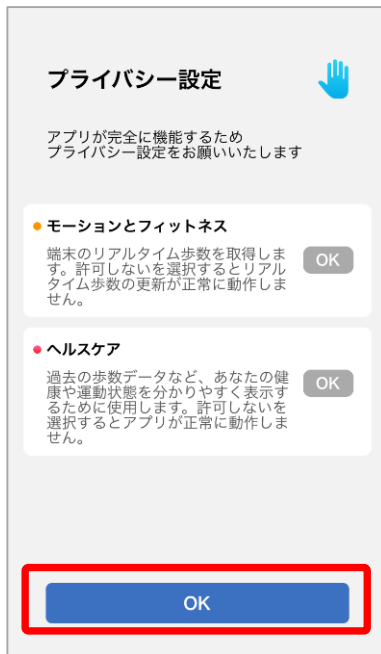 プライバシー設定
アプリが完全に機能するため
プライバシー設定をお願いいたします
モーションとフィットネス
端末のリアルタイム歩数を取得しま
す。許可しないを選択するとリアル
タイム歩数の更新が正常に動作しま
せん。
OK
ヘルスケア
過去の歩数データなど、あなたの健
康や運動状態を分かりやすく表示す
るために使用します。許可しないを
選択するとアプリが正常に動作しま
せん。
OK
OK